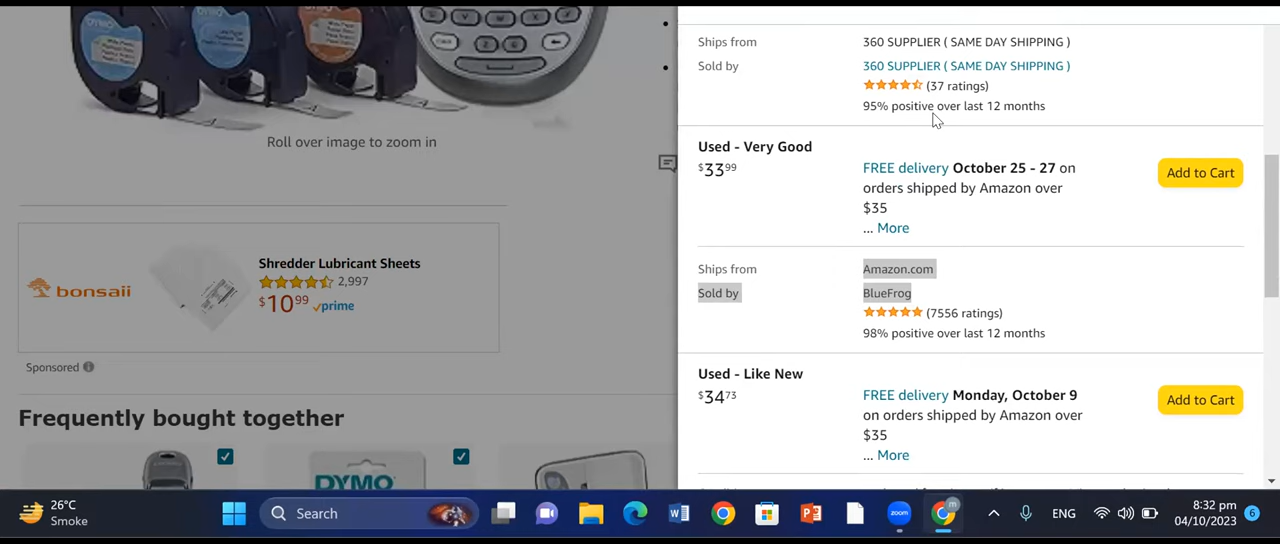 DYMO
DYMO
DYMO
Roll over image to zoom in
bonsaii
Shredder Lubricant Sheets
2,997
$10 99 prime
Sponsored
Frequently bought together
DYMO
Ships from
360 SUPPLIER ( SAME DAY SHIPPING )
Sold by
360 SUPPLIER ( SAME DAY SHIPPING )
(37 ratings)
95% positive over last 12 months
Used - Very Good
$33 99
FREE delivery October 25 - 27 on
orders shipped by Amazon over
$35
... More
Add to Cart
Ships from
Amazon.com
Sold by
BlueFrog
(7556 ratings)
98% positive over last 12 months
Used - Like New
$34 73
FREE delivery Monday, October 9
on orders shipped by Amazon over
$35
... More
Add to Cart
26°C
Smoke
Search
zoom
m
ENG
8:32 pm
04/10/2023
6